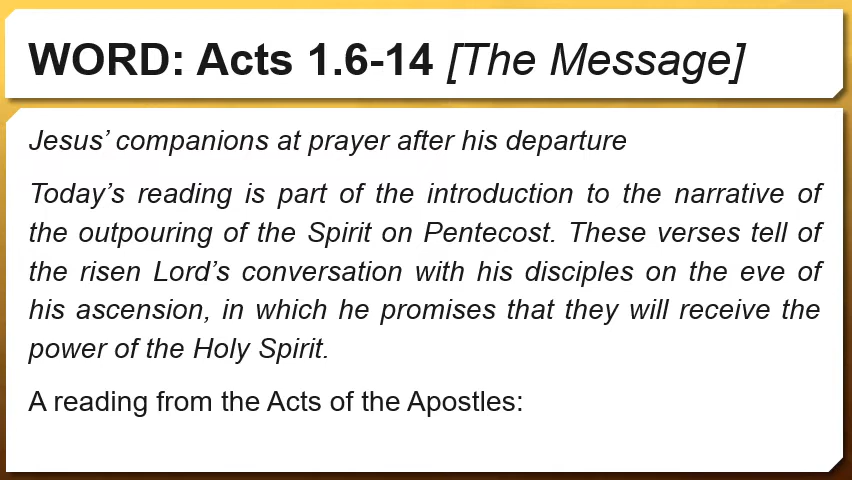 WORD: Acts 1.6-14 [The Message]
Jesus’ companions at prayer after his departure
Today’s reading is part of the introduction to the narrative of
the outpouring of the Spirit on Pentecost. These verses tell of
the risen Lord’s conversation with his disciples on the eve of
his ascension, in which he promises that they will receive the
power of the Holy Spirit.
A reading from the Acts of the Apostles: